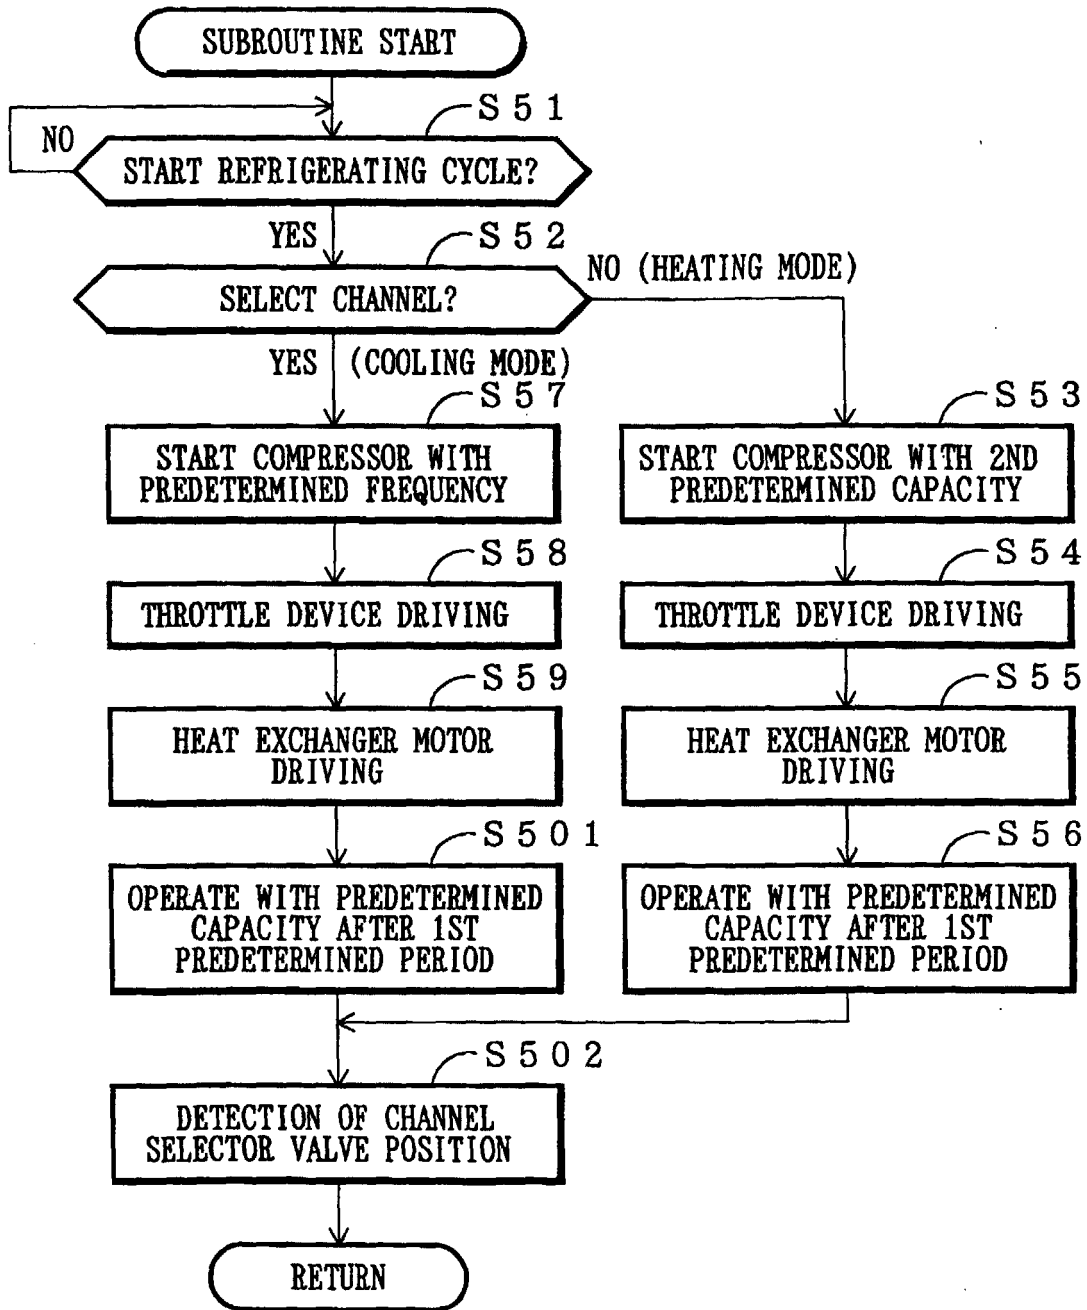 SUBROUTINE START
S51
NO
START REFRIGERATING CYCLE?
YES
S52
NO (HEATING MODE)
SELECT CHANNEL?
YES (COOLING MODE)
S57
START COMPRESSOR WITH
PREDETERMINED FREQUENCY
S58
THROTTLE DEVICE DRIVING
S59
HEAT EXCHANGER MOTOR
DRIVING
S501
OPERATE WITH PREDETERMINED
CAPACITY AFTER 1ST
PREDETERMINED PERIOD
S53
START COMPRESSOR WITH 2ND
PREDETERMINED CAPACITY
S54
THROTTLE DEVICE DRIVING
S55
HEAT EXCHANGER MOTOR
DRIVING
S56
OPERATE WITH PREDETERMINED
CAPACITY AFTER 1ST
PREDETERMINED PERIOD
S502
DETECTION OF CHANNEL
SELECTOR VALVE POSITION
RETURN